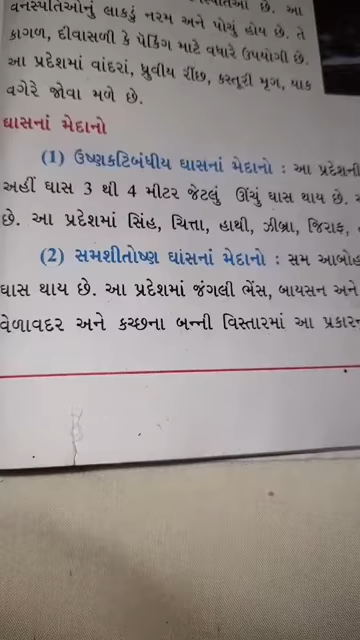 વનસ્પતિઓનું લાકડું નરમ અને પોચું હોય છે. તે
કાગળ, દીવાસળી કે પેકિંગ માટે વધારે ઉપયોગી છે.
આ પ્રદેશમાં વાંદરાં, ધ્રુવીય રીંછ, કસ્તૂરી મૃગ, યાક
વગેરે જોવા મળે છે.
ઘાસનાં મેદાનો
(1) ઉષ્ણકટિબંધીય ઘાસનાં મેદાનો : આ પ્રદેશની
અહીં ઘાસ 3 થી 4 મીટર જેટલું ઊંચું ઘાસ થાય છે.
છે. આ પ્રદેશમાં સિંહ, ચિત્તા, હાથી, ઝીબ્રા, જિરાફ,
(2) સમશીતોષ્ણ ઘાંસનાં મેદાનો : સમ આબોહ
ઘાસ થાય છે. આ પ્રદેશમાં જંગલી ભેંસ, બાયસન અને
વેળાવદર અને કચ્છના બન્ની વિસ્તારમાં આ પ્રકારન